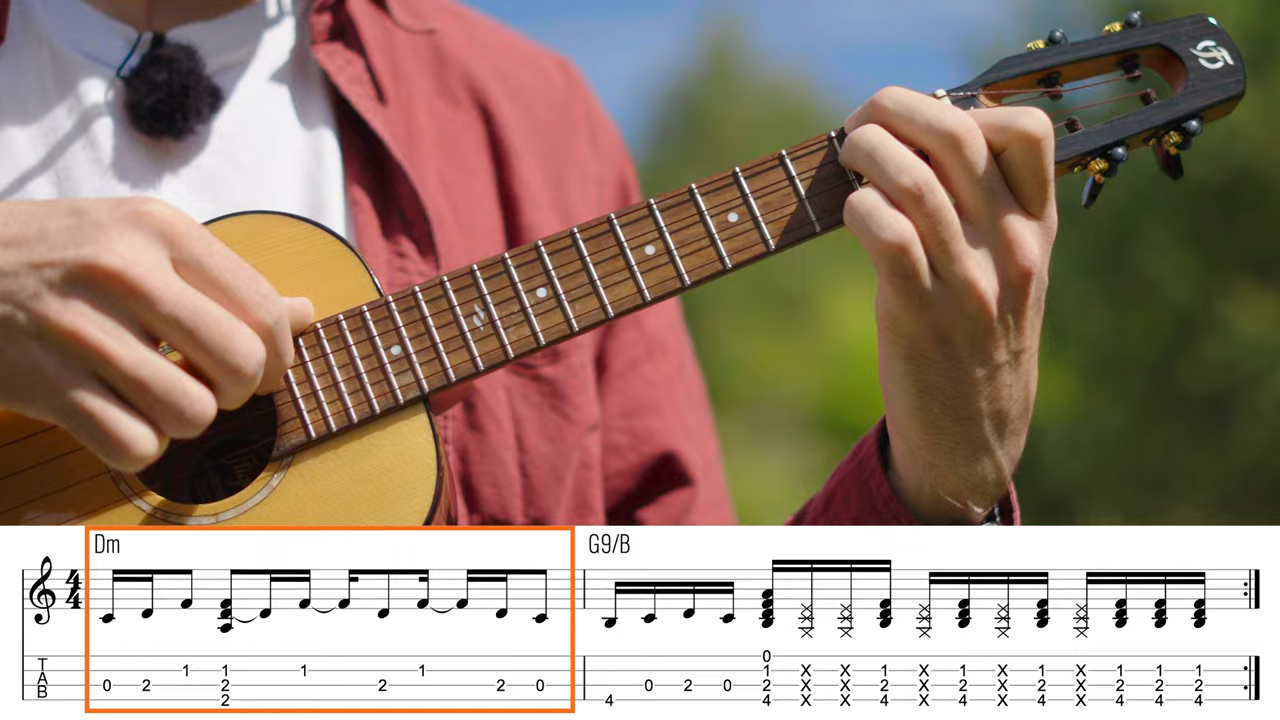 Dm G9/B
4
4
T 0
1 1 1 1 1 X X 1 X 1 X 1 X 1 1 1
A 0 2 2 2 2 0 0 2 0 2 X X 2 X 2 X 2 X 2 2 2
B 2 4 4 X X 4 X 4 X 4 X 4 4 4